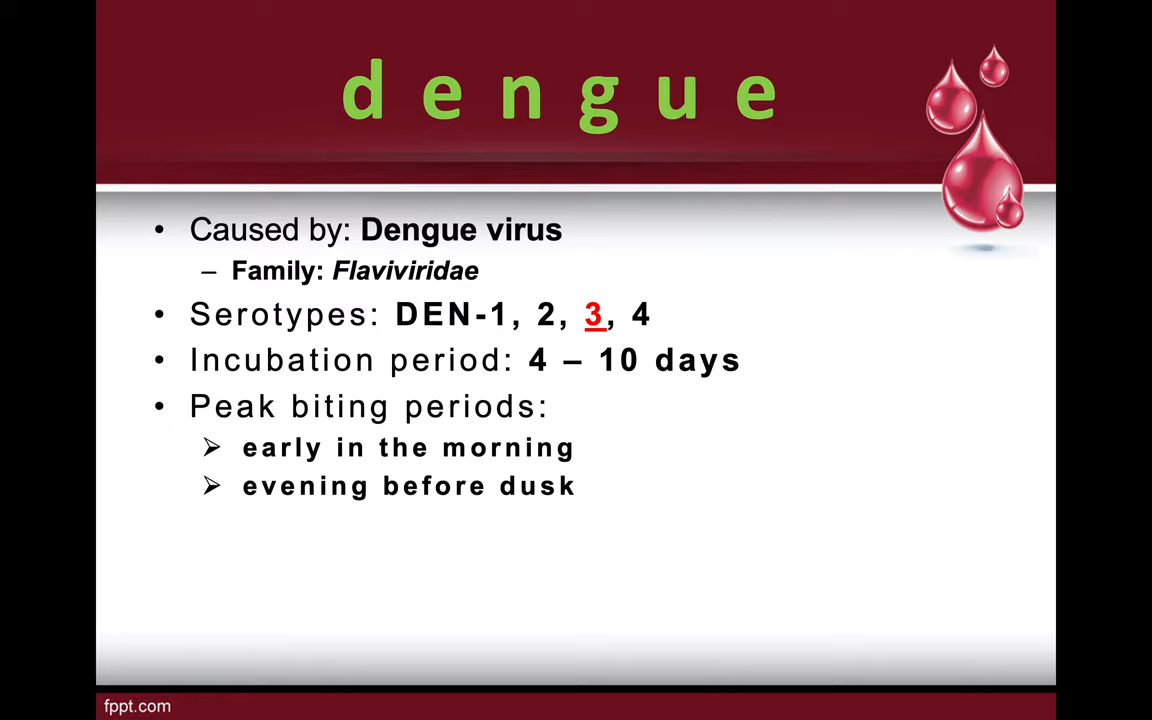 d e n g u e
• Caused by: Dengue virus
– Family: Flaviviridae
• Serotypes: DEN-1, 2, 3, 4
• Incubation period: 4 – 10 days
• Peak biting periods:
➢ early in the morning
➢ evening before dusk
fppt.com